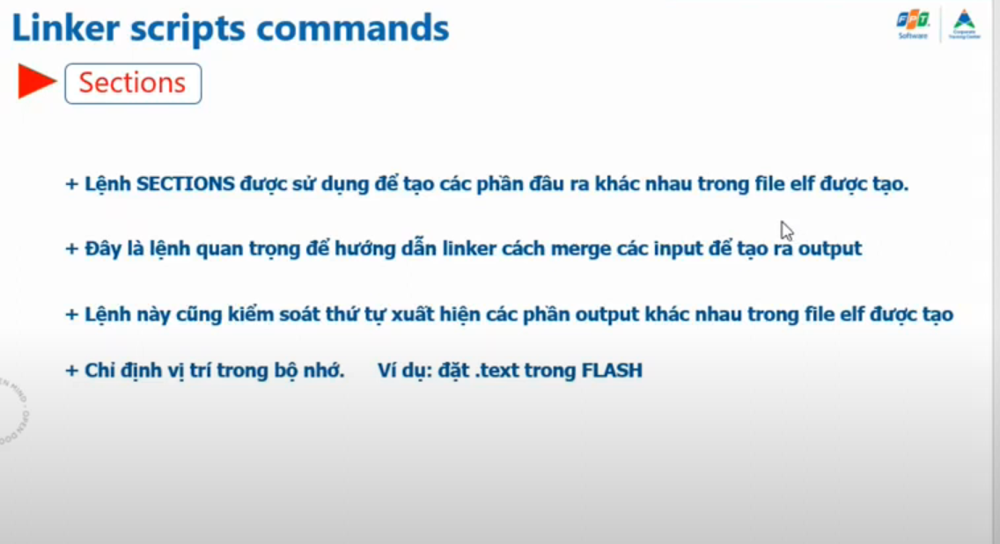 Linker scripts commands
FPT
Software
Corporate
Training Center
Sections
+ Lệnh SECTIONS được sử dụng để tạo các phần đầu ra khác nhau trong file elf được tạo.
+ Đây là lệnh quan trọng để hướng dẫn linker cách merge các input để tạo ra output
+ Lệnh này cũng kiểm soát thứ tự xuất hiện các phần output khác nhau trong file elf được tạo
+ Chỉ định vị trí trong bộ nhớ. Ví dụ: đặt .text trong FLASH
MIND - OPEN